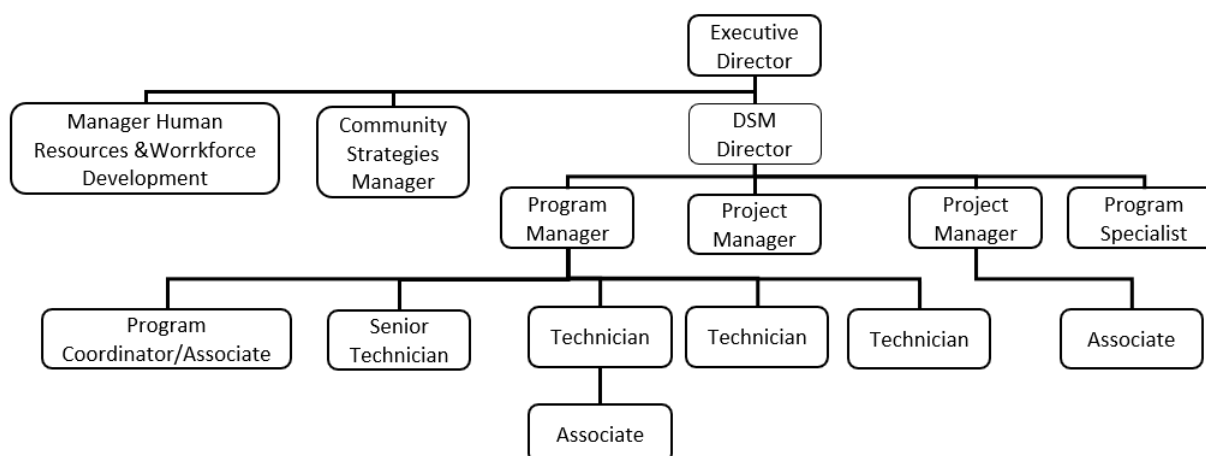 Executive
Director
Manager Human
Resources &Worrkforce
Development
Community
Strategies
Manager
DSM
Director
Program
Manager
Project
Manager
Project
Manager
Program
Specialist
Program
Coordinator/Associate
Senior
Technician
Technician
Technician
Technician
Associate
Associate